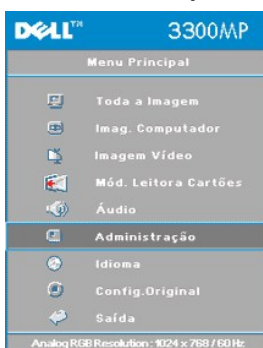 DELL™ 3300MP
Menu Principal
Toda a Imagem
Imag. Computador
Imagem Vídeo
Mód. Leitora Cartões
Áudio
Administração
Idioma
Config.Original
Saída
Analog RGB Resolution : 1024 x 768 / 60 Hz